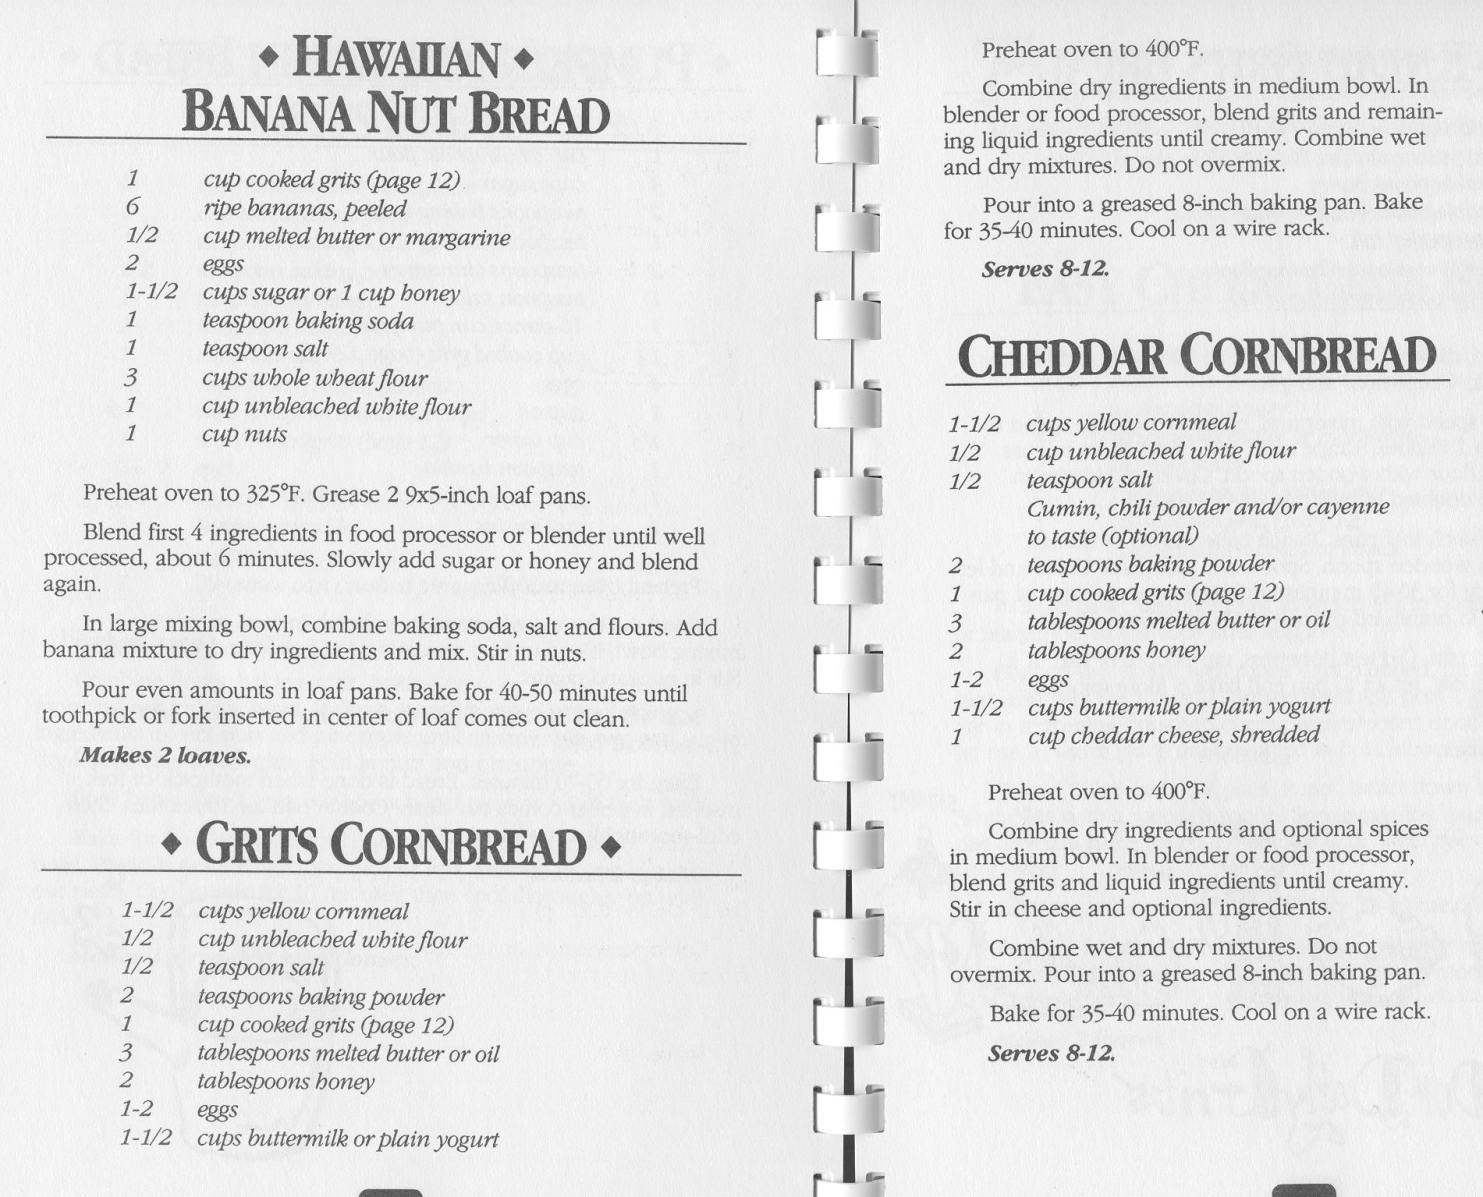 ◆ HAWAIIAN ◆
BANANA NUT BREAD
1 cup cooked grits (page 12)
6 ripe bananas, peeled
1/2 cup melted butter or margarine
2 eggs
1-1/2 cups sugar or 1 cup honey
1 teaspoon baking soda
1 teaspoon salt
3 cups whole wheat flour
1 cup unbleached white flour
1 cup nuts
Preheat oven to 325°F. Grease 2 9x5-inch loaf pans.
Blend first 4 ingredients in food processor or blender until well
processed, about 6 minutes. Slowly add sugar or honey and blend
again.
In large mixing bowl, combine baking soda, salt and flours. Add
banana mixture to dry ingredients and mix. Stir in nuts.
Pour even amounts in loaf pans. Bake for 40-50 minutes until
toothpick or fork inserted in center of loaf comes out clean.
Makes 2 loaves.
◆ GRITS CORNBREAD ◆
1-1/2 cups yellow cornmeal
1/2 cup unbleached white flour
1/2 teaspoon salt
2 teaspoons baking powder
1 cup cooked grits (page 12)
3 tablespoons melted butter or oil
2 tablespoons honey
1-2 eggs
1-1/2 cups buttermilk or plain yogurt
Preheat oven to 400°F.
Combine dry ingredients in medium bowl. In
blender or food processor, blend grits and remain-
ing liquid ingredients until creamy. Combine wet
and dry mixtures. Do not overmix.
Pour into a greased 8-inch baking pan. Bake
for 35-40 minutes. Cool on a wire rack.
Serves 8-12.
CHEDDAR CORNBREAD
1-1/2 cups yellow cornmeal
1/2 cup unbleached white flour
1/2 teaspoon salt
Cumin, chili powder and/or cayenne
to taste (optional)
2 teaspoons baking powder
1 cup cooked grits (page 12)
3 tablespoons melted butter or oil
2 tablespoons honey
1-2 eggs
1-1/2 cups buttermilk or plain yogurt
1 cup cheddar cheese, shredded
Preheat oven to 400°F.
Combine dry ingredients and optional spices
in medium bowl. In blender or food processor,
blend grits and liquid ingredients until creamy.
Stir in cheese and optional ingredients.
Combine wet and dry mixtures. Do not
overmix. Pour into a greased 8-inch baking pan.
Bake for 35-40 minutes. Cool on a wire rack.
Serves 8-12.